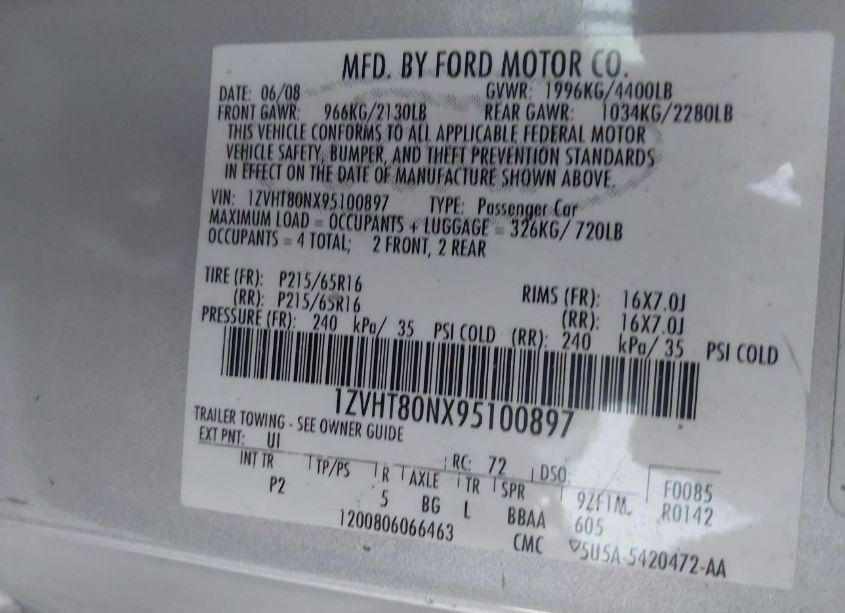 MFD. BY FORD MOTOR CO.
DATE: 06/08 GVWR: 1996KG/4400LB
FRONT GAWR: 966KG/2130LB REAR GAWR: 1034KG/2280LB
THIS VEHICLE CONFORMS TO ALL APPLICABLE FEDERAL MOTOR
VEHICLE SAFETY, BUMPER, AND THEFT PREVENTION STANDARDS
IN EFFECT ON THE DATE OF MANUFACTURE SHOWN ABOVE.
VIN: 1ZVHT80NX95100897 TYPE: Passenger Car
MAXIMUM LOAD = OCCUPANTS + LUGGAGE = 326KG/ 720LB
OCCUPANTS = 4 TOTAL; 2 FRONT, 2 REAR
TIRE (FR): P215/65R16 RIMS (FR): 16X7.0J
(RR): P215/65R16 (RR): 16X7.0J
PRESSURE (FR): 240 kPa/ 35 PSI COLD (RR): 240 kPa/ 35 PSI COLD
1ZVHT80NX95100897
TRAILER TOWING - SEE OWNER GUIDE
EXT PNT: UI RC: 72 DSO: F0085
INT TR TP/PS R AXLE TR SPR 9ZF1M R0142
P2 5 BG L BBAA 605
1200806066463 CMC 5U5A-5420472-AA